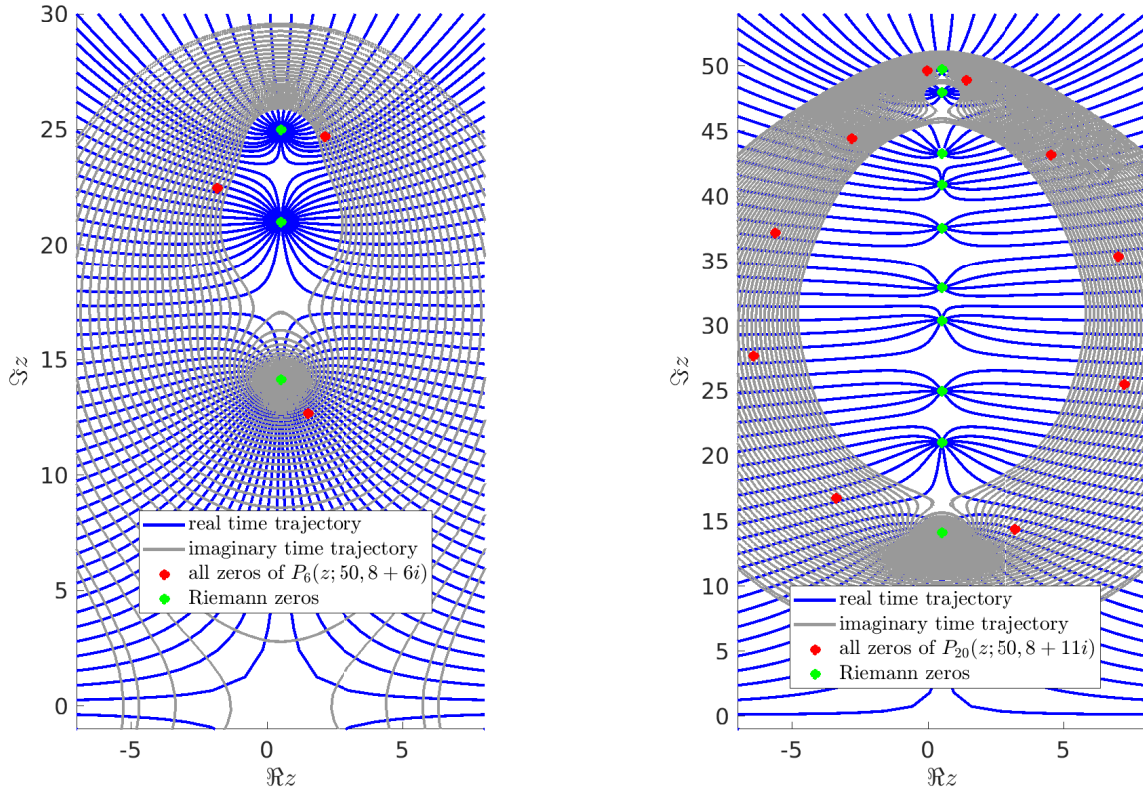 30
25
20
15
10
5
0
-5
0
5
ℑz
ℜz
real time trajectory
imaginary time trajectory
all zeros of P₆(z; 50, 8 + 6i)
Riemann zeros
50
45
40
35
30
25
20
15
10
5
0
-5
0
5
ℑz
ℜz
real time trajectory
imaginary time trajectory
all zeros of P₂₀(z; 50, 8 + 11i)
Riemann zeros